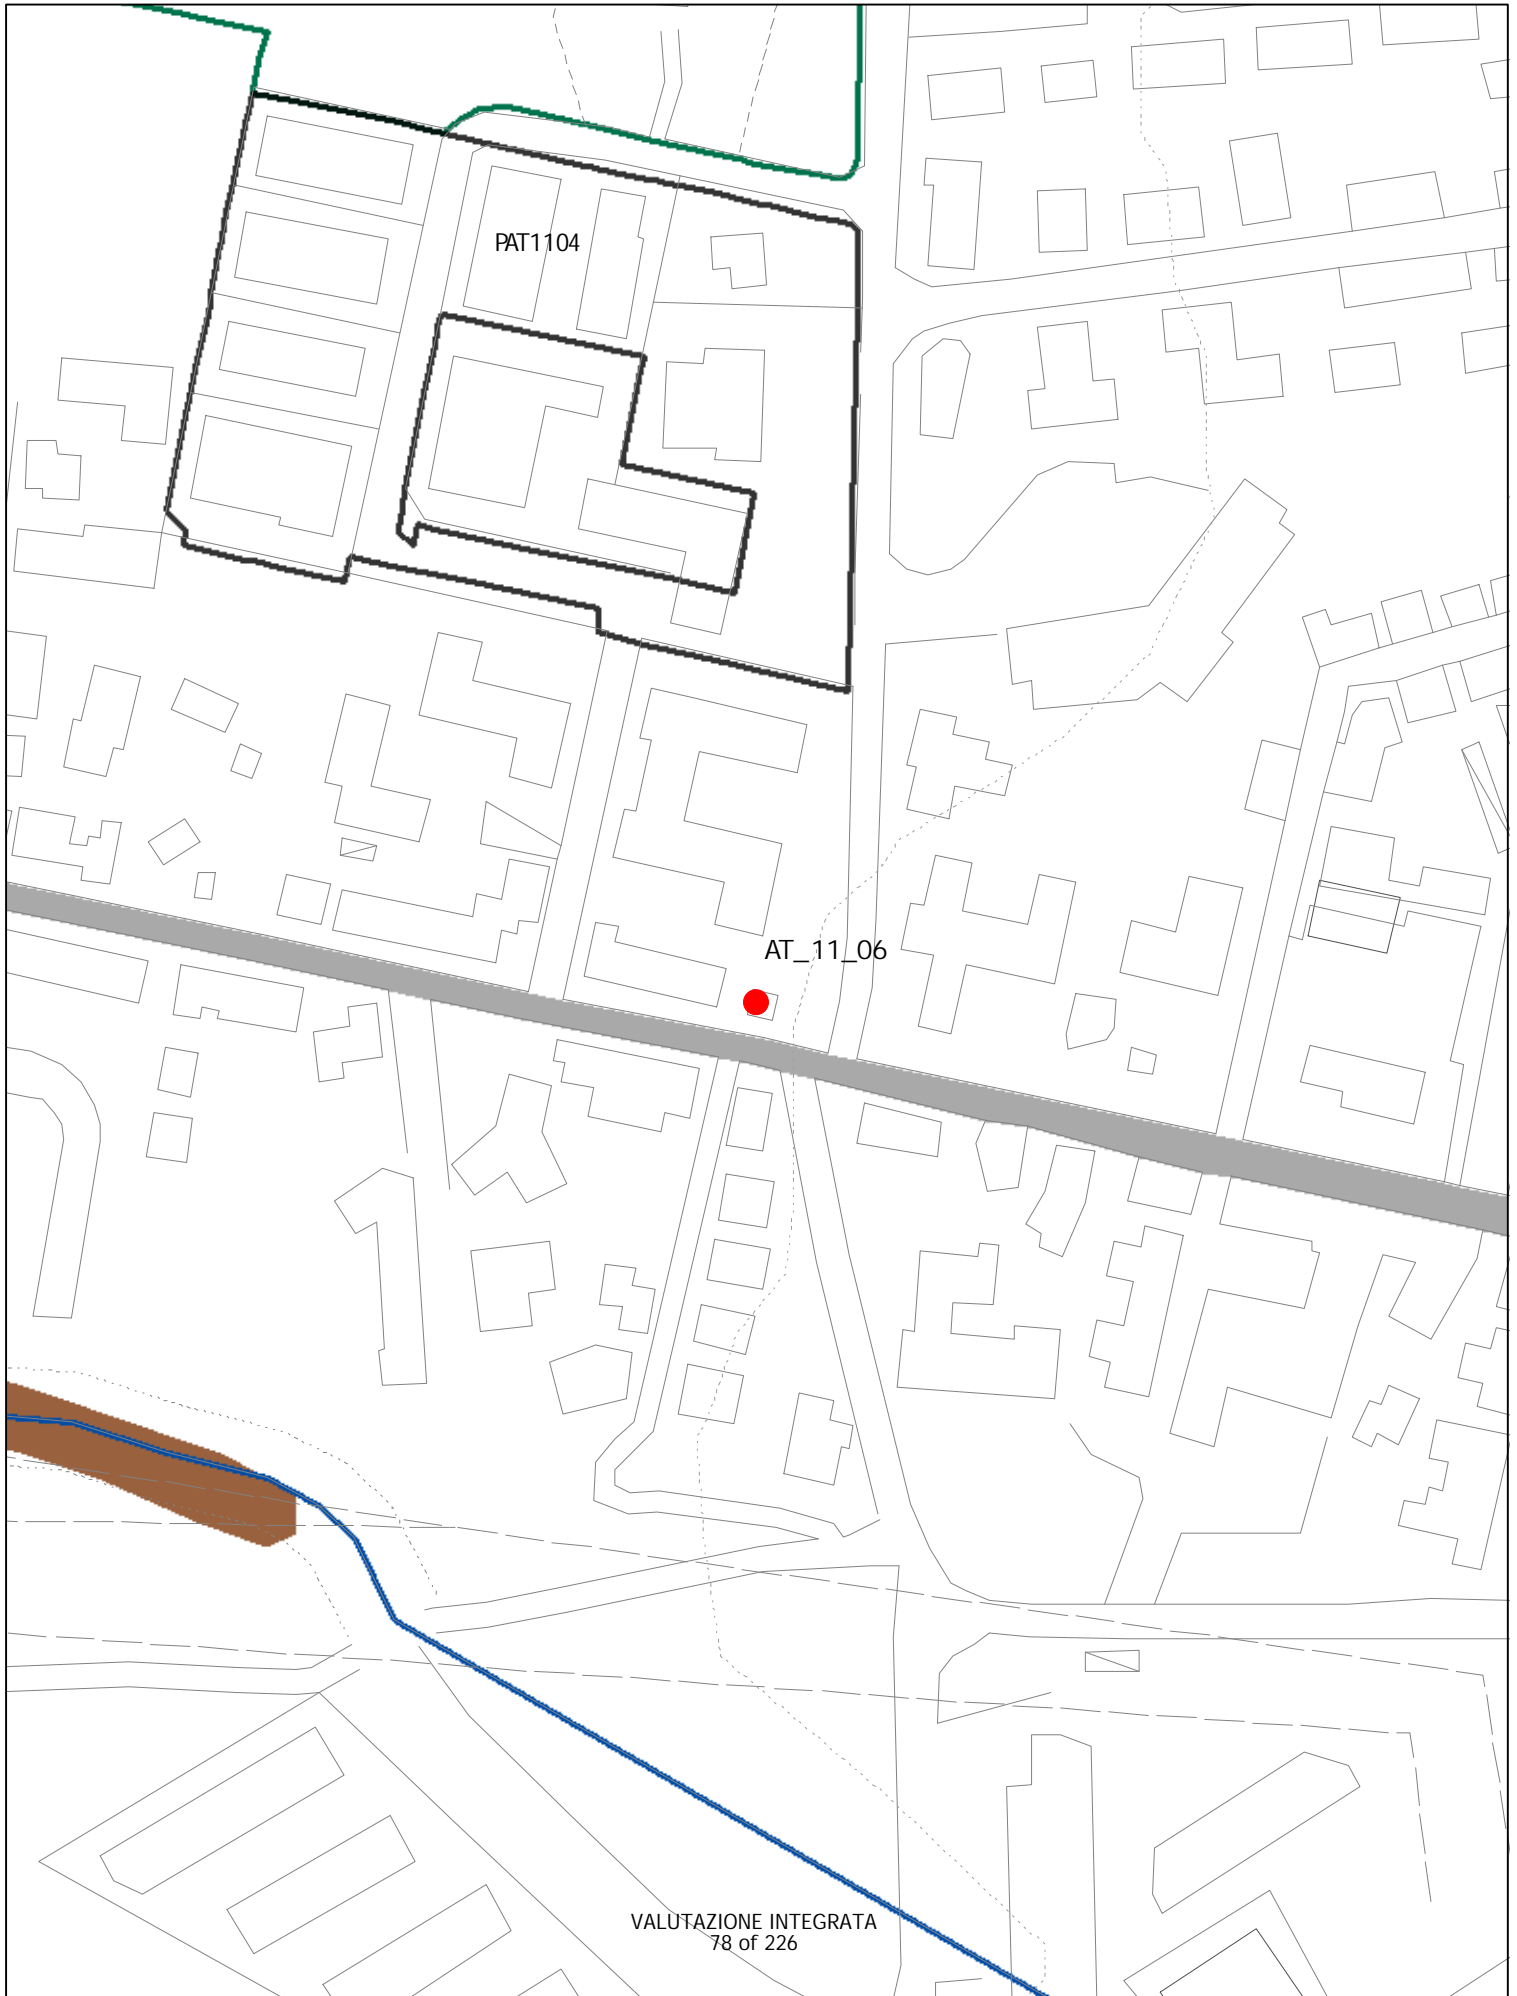 PAT1104
AT_11_06
VALUTAZIONE INTEGRATA
78 of 226